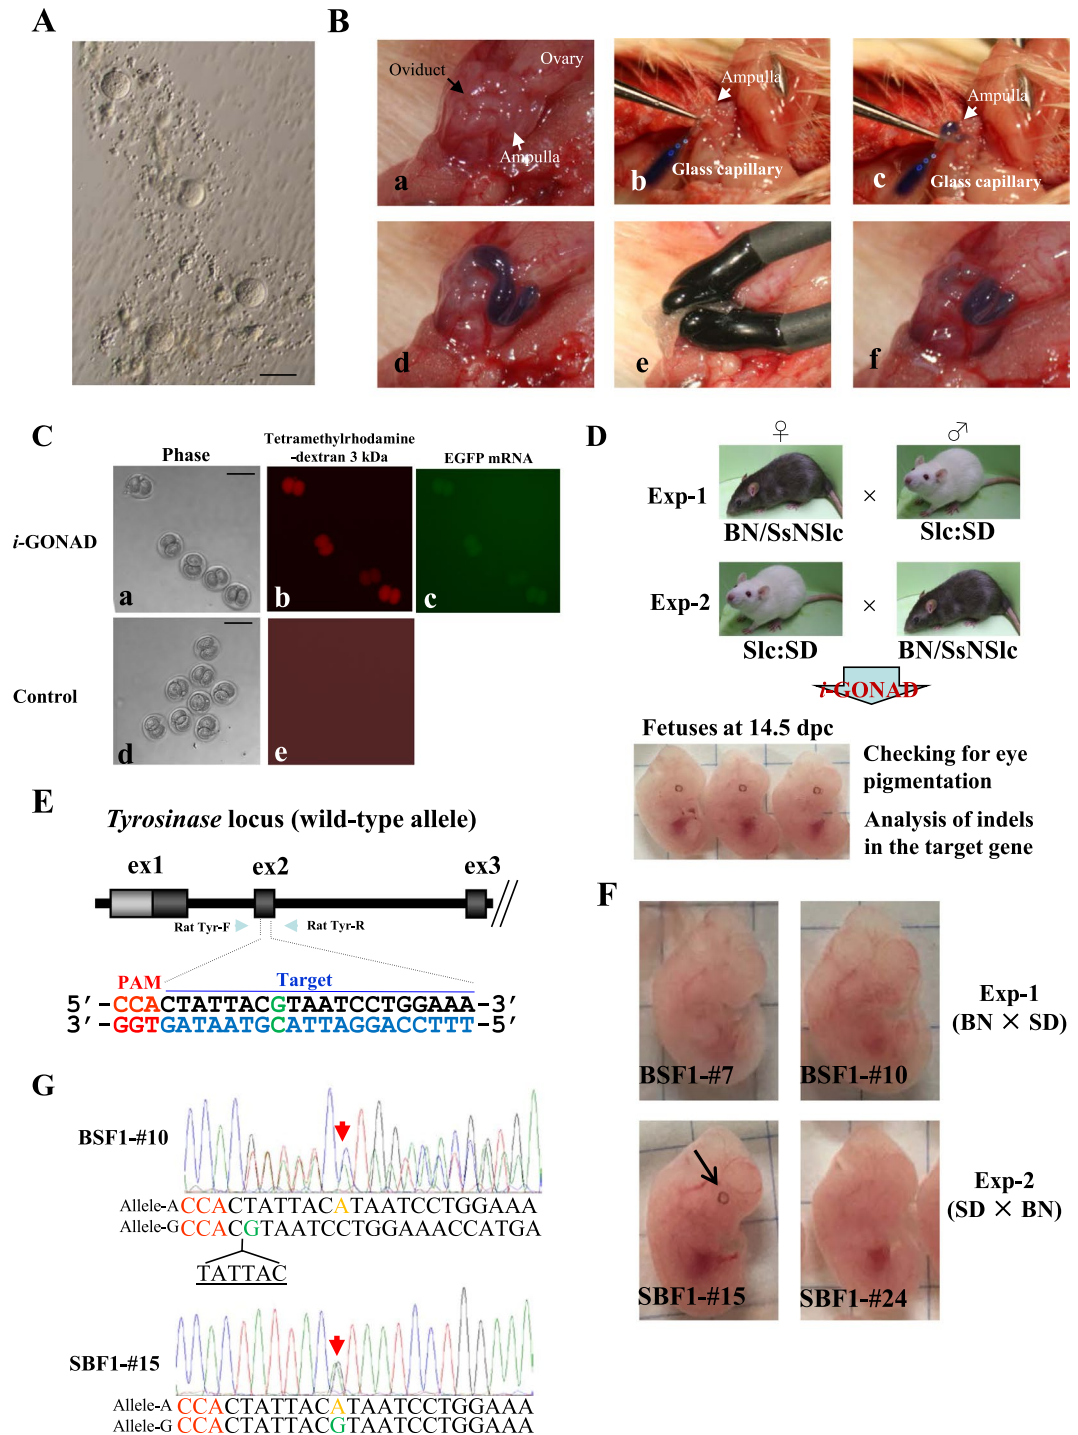 A
B
Oviduct
Ovary
Ampulla
a
Ampulla
Glass capillary
b
Ampulla
Glass capillary
c
d
e
f
C
Phase
Tetramethylrhodamine
-dextran 3 kDa
EGFP mRNA
i-GONAD
a
b
c
Control
d
e
D
♀
♂
Exp-1
×
BN/SsNSlc
Slc:SD
Exp-2
×
Slc:SD
BN/SsNSlc
i-GONAD
Fetuses at 14.5 dpc
Checking for eye
pigmentation
Analysis of indels
in the target gene
E
Tyrosinase locus (wild-type allele)
ex1
ex2
ex3
Rat Tyr-F
Rat Tyr-R
PAM
Target
5′-CCACTATTACGTAATCCTGGAAA-3′
3′-GGTGATAATGCATTAGGACCTTT-5′
F
BSF1-#7
BSF1-#10
Exp-1
(BN × SD)
SBF1-#15
SBF1-#24
Exp-2
(SD × BN)
G
BSF1-#10
Allele-A CCACTATTACATAATCCTGGAAA
Allele-G CCACGTAATCCTGGAAACCATGA
TATTAC
SBF1-#15
Allele-A CCACTATTACATAATCCTGGAAA
Allele-G CCACTATTACGTAATCCTGGAAA